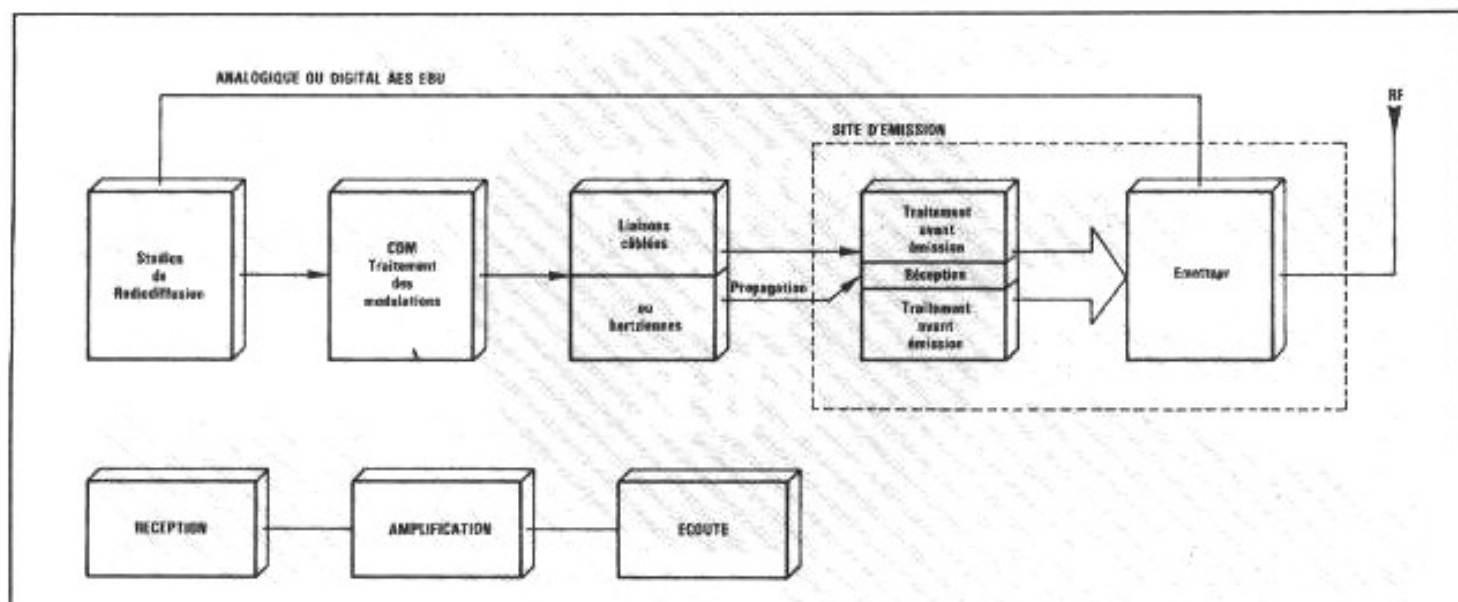 ANALOGIQUE OU DIGITAL AES EBU
RF
SITE D'EMISSION
Studios
de
Radiodiffusion
CDM
Traitement
des
modulations
Liaisons
câblées
ou
hertziennes
Propagation
Traitement
avant
émission
Réception
Traitement
avant
émission
Emetteur
RECEPTION
AMPLIFICATION
ECOUTE